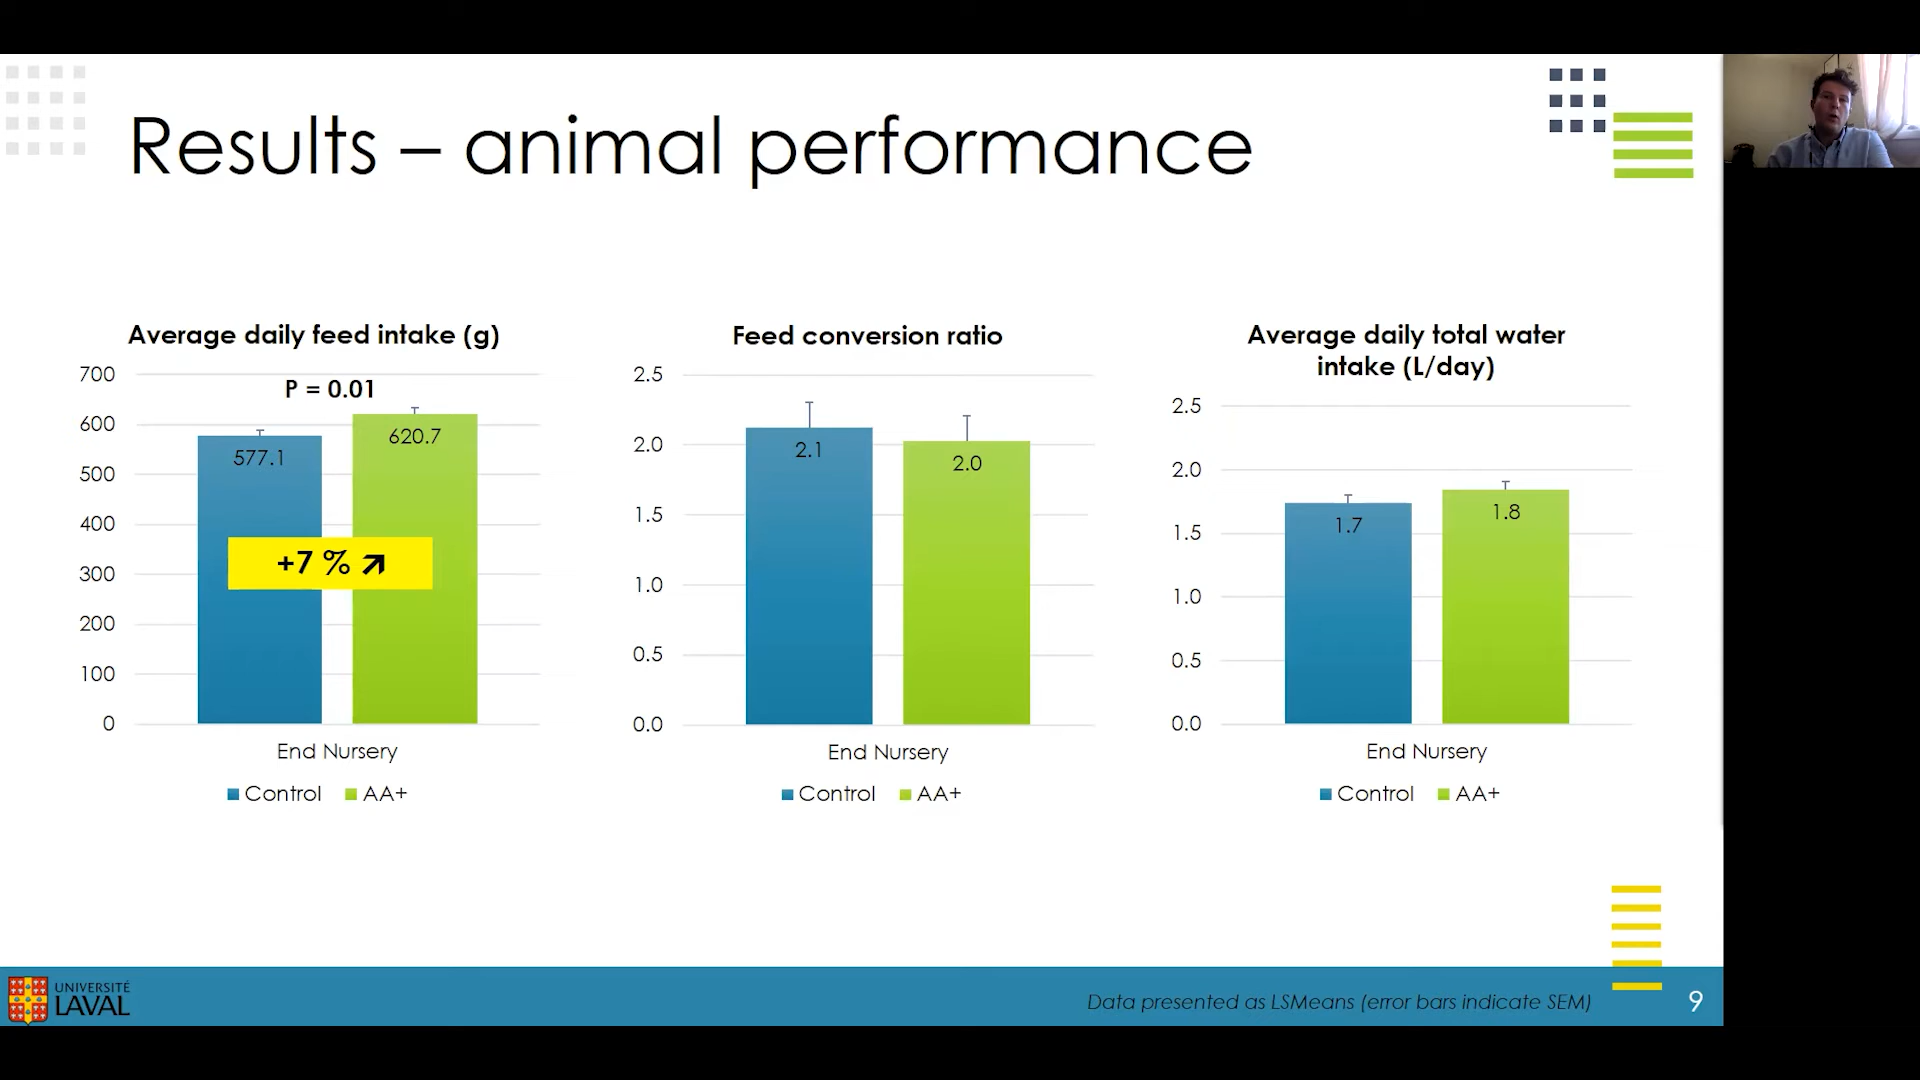 Results – animal performance
Average daily feed intake (g)
700
600
500
400
300
200
100
0
P = 0.01
577.1
620.7
+7 %
End Nursery
Control
AA+
Feed conversion ratio
2.5
2.0
1.5
1.0
0.5
0.0
2.1
2.0
End Nursery
Control
AA+
Average daily total water
intake (L/day)
2.5
2.0
1.5
1.0
0.5
0.0
1.7
1.8
End Nursery
Control
AA+
UNIVERSITÉ
LAVAL
Data presented as LSMeans (error bars indicate SEM)
9